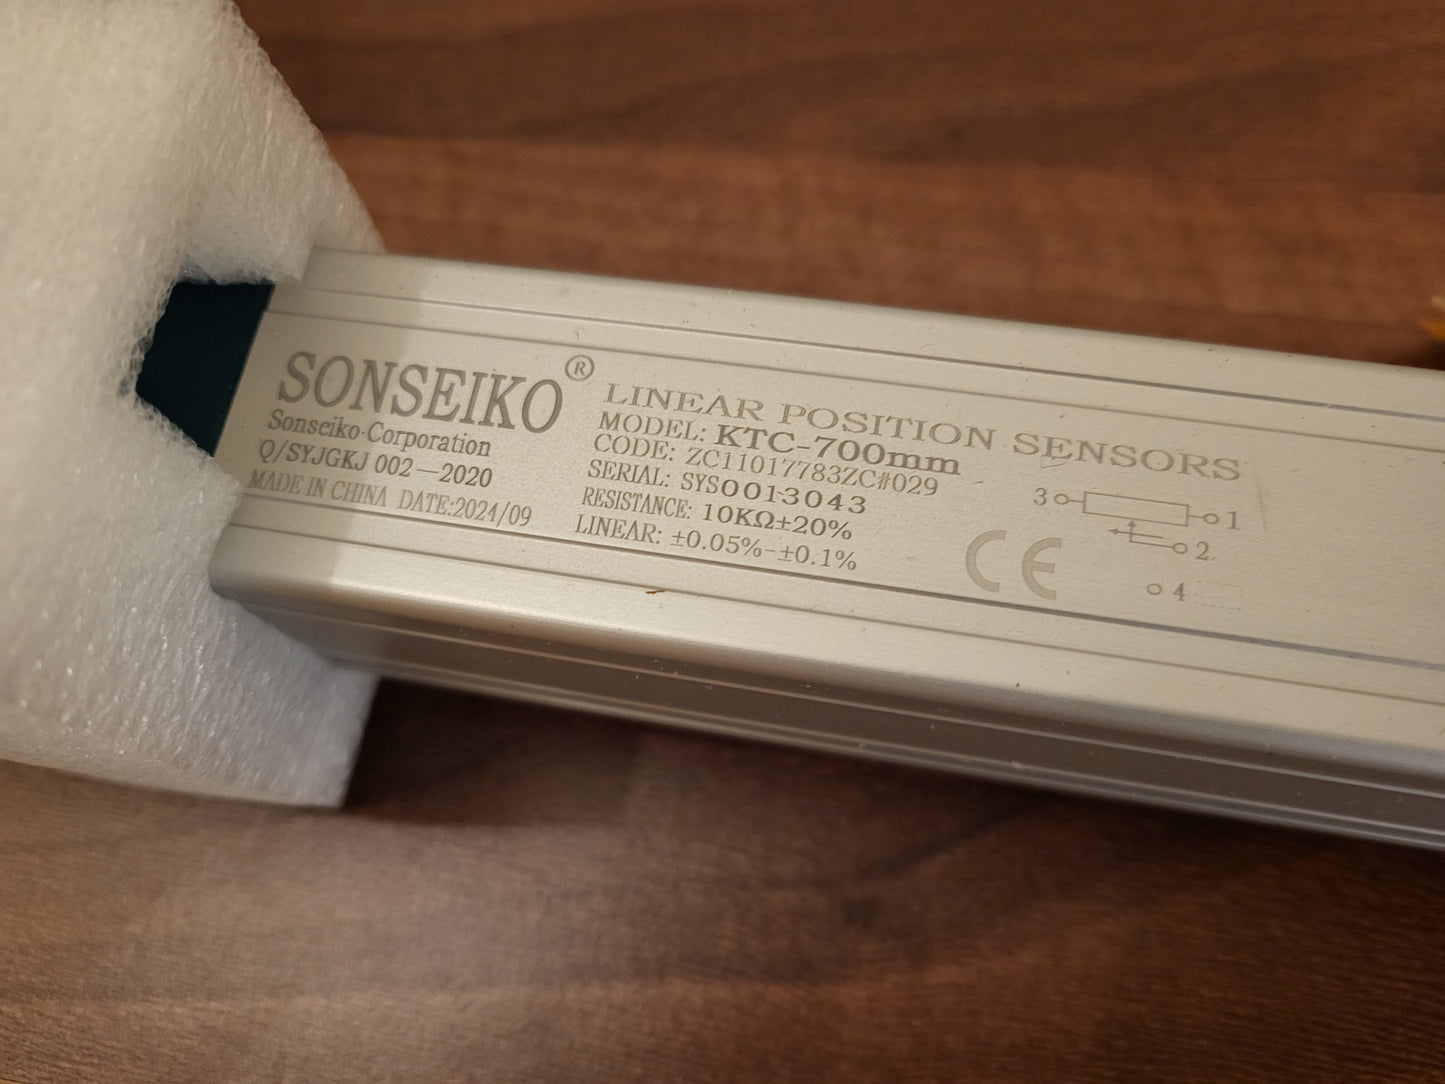 SONSEIKO®
Sonseiko Corporation
Q/SYJGKJ 002—2020
MADE IN CHINA DATE:2024/09
LINEAR POSITION SENSORS
MODEL: KTC-700mm
CODE: ZC11017783ZC#029
SERIAL: SYS0013043
RESISTANCE: 10KΩ±20%
LINEAR: ±0.05%-±0.1%
CE
3 1
2
4